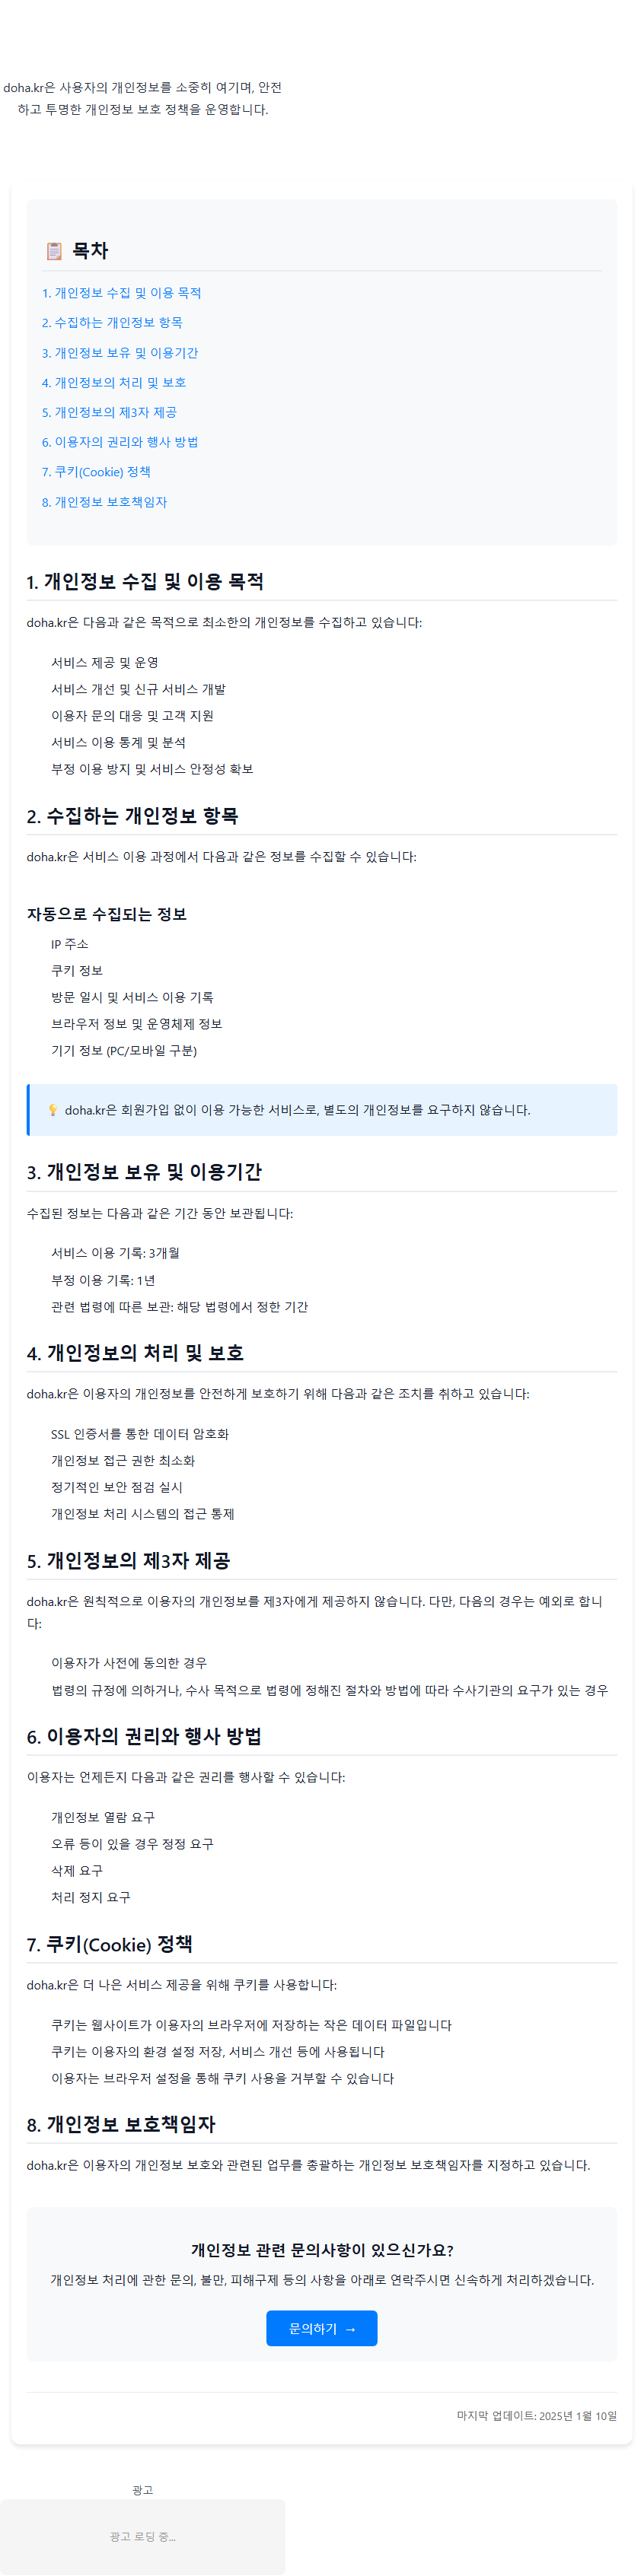 doha.kr은 사용자의 개인정보를 소중히 여기며, 안전
하고 투명한 개인정보 보호 정책을 운영합니다.
📋 목차
1. 개인정보 수집 및 이용 목적
2. 수집하는 개인정보 항목
3. 개인정보 보유 및 이용기간
4. 개인정보의 처리 및 보호
5. 개인정보의 제3자 제공
6. 이용자의 권리와 행사 방법
7. 쿠키(Cookie) 정책
8. 개인정보 보호책임자
1. 개인정보 수집 및 이용 목적
doha.kr은 다음과 같은 목적으로 최소한의 개인정보를 수집하고 있습니다:
서비스 제공 및 운영
서비스 개선 및 신규 서비스 개발
이용자 문의 대응 및 고객 지원
서비스 이용 통계 및 분석
부정 이용 방지 및 서비스 안정성 확보
2. 수집하는 개인정보 항목
doha.kr은 서비스 이용 과정에서 다음과 같은 정보를 수집할 수 있습니다:
자동으로 수집되는 정보
IP 주소
쿠키 정보
방문 일시 및 서비스 이용 기록
브라우저 정보 및 운영체제 정보
기기 정보 (PC/모바일 구분)
💡 doha.kr은 회원가입 없이 이용 가능한 서비스로, 별도의 개인정보를 요구하지 않습니다.
3. 개인정보 보유 및 이용기간
수집된 정보는 다음과 같은 기간 동안 보관됩니다:
서비스 이용 기록: 3개월
부정 이용 기록: 1년
관련 법령에 따른 보관: 해당 법령에서 정한 기간
4. 개인정보의 처리 및 보호
doha.kr은 이용자의 개인정보를 안전하게 보호하기 위해 다음과 같은 조치를 취하고 있습니다:
SSL 인증서를 통한 데이터 암호화
개인정보 접근 권한 최소화
정기적인 보안 점검 실시
개인정보 처리 시스템의 접근 통제
5. 개인정보의 제3자 제공
doha.kr은 원칙적으로 이용자의 개인정보를 제3자에게 제공하지 않습니다. 다만, 다음의 경우는 예외로 합니
다:
이용자가 사전에 동의한 경우
법령의 규정에 의하거나, 수사 목적으로 법령에 정해진 절차와 방법에 따라 수사기관의 요구가 있는 경우
6. 이용자의 권리와 행사 방법
이용자는 언제든지 다음과 같은 권리를 행사할 수 있습니다:
개인정보 열람 요구
오류 등이 있을 경우 정정 요구
삭제 요구
처리 정지 요구
7. 쿠키(Cookie) 정책
doha.kr은 더 나은 서비스 제공을 위해 쿠키를 사용합니다:
쿠키는 웹사이트가 이용자의 브라우저에 저장하는 작은 데이터 파일입니다
쿠키는 이용자의 환경 설정 저장, 서비스 개선 등에 사용됩니다
이용자는 브라우저 설정을 통해 쿠키 사용을 거부할 수 있습니다
8. 개인정보 보호책임자
doha.kr은 이용자의 개인정보 보호와 관련된 업무를 총괄하는 개인정보 보호책임자를 지정하고 있습니다.
개인정보 관련 문의사항이 있으신가요?
개인정보 처리에 관한 문의, 불만, 피해구제 등의 사항을 아래로 연락주시면 신속하게 처리하겠습니다.
문의하기 →
마지막 업데이트: 2025년 1월 10일
광고
광고 로딩 중...